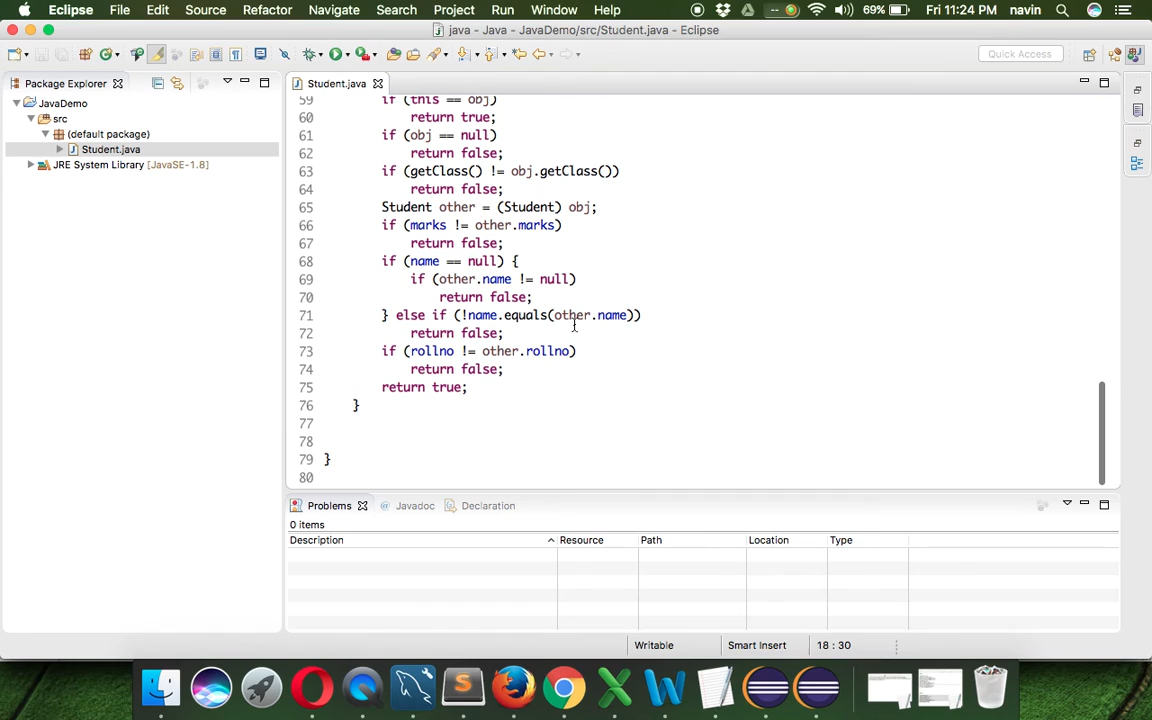 Eclipse File Edit Source Refactor Navigate Search Project Run Window Help 69% Fri 11:24 PM navin
java - Java - JavaDemo/src/Student.java - Eclipse
Quick Access
Package Explorer
JavaDemo
src
(default package)
Student.java
JRE System Library [JavaSE-1.8]
Student.java
59 if (this == obj)
60 return true;
61 if (obj == null)
62 return false;
63 if (getClass() != obj.getClass())
64 return false;
65 Student other = (Student) obj;
66 if (marks != other.marks)
67 return false;
68 if (name == null) {
69 if (other.name != null)
70 return false;
71 } else if (!name.equals(other.name))
72 return false;
73 if (rollno != other.rollno)
74 return false;
75 return true;
76 }
77
78
79 }
80
Problems @ Javadoc Declaration
0 items
Description Resource Path Location Type
Writable Smart Insert 18 : 30